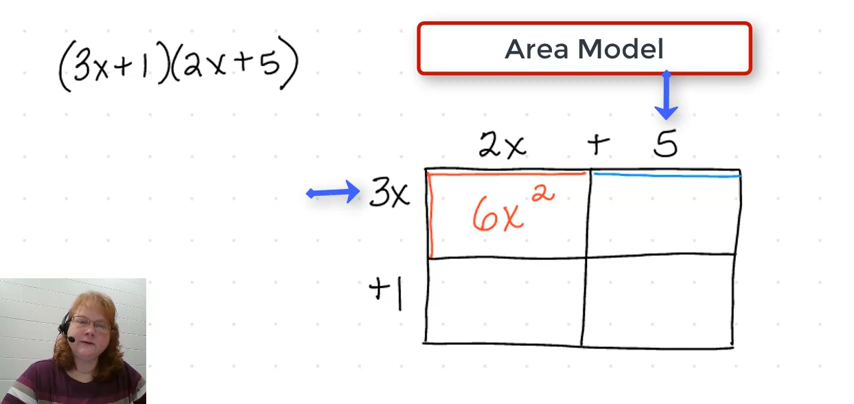 (3x+1)(2x+5)
Area Model
2x + 5
3x 6x²
+1